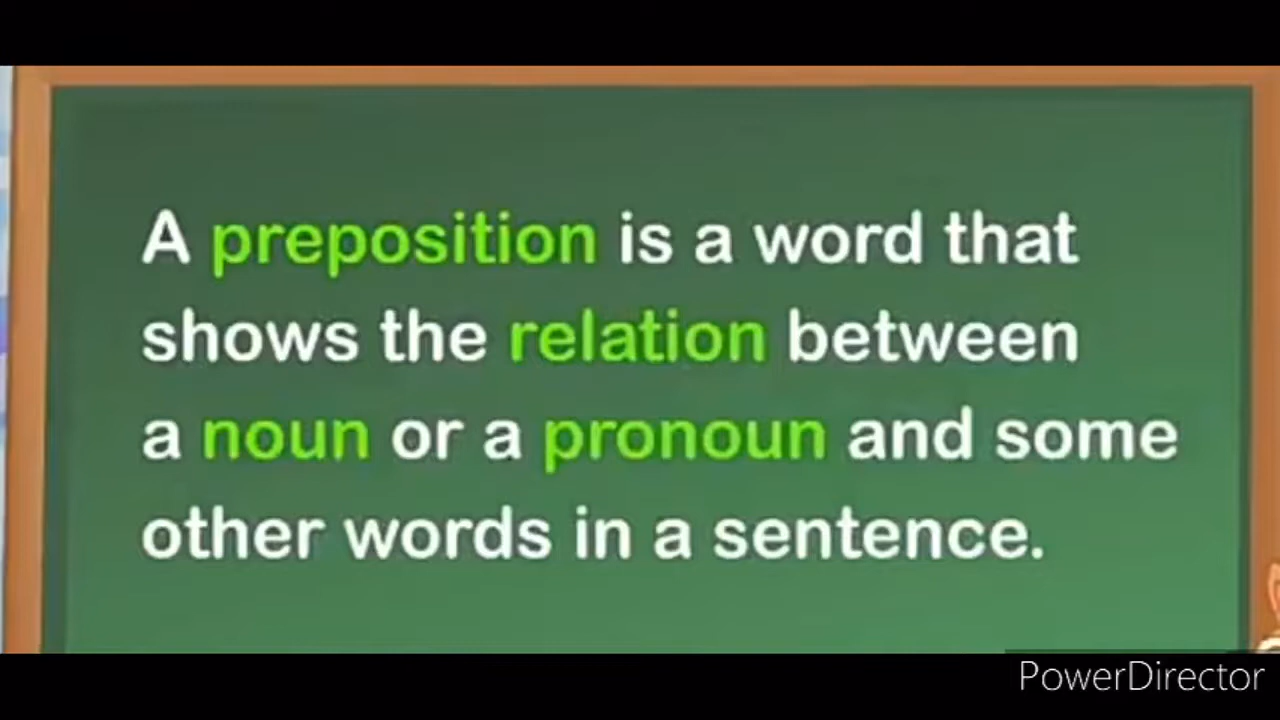 A preposition is a word that
shows the relation between
a noun or a pronoun and some
other words in a sentence.
PowerDirector